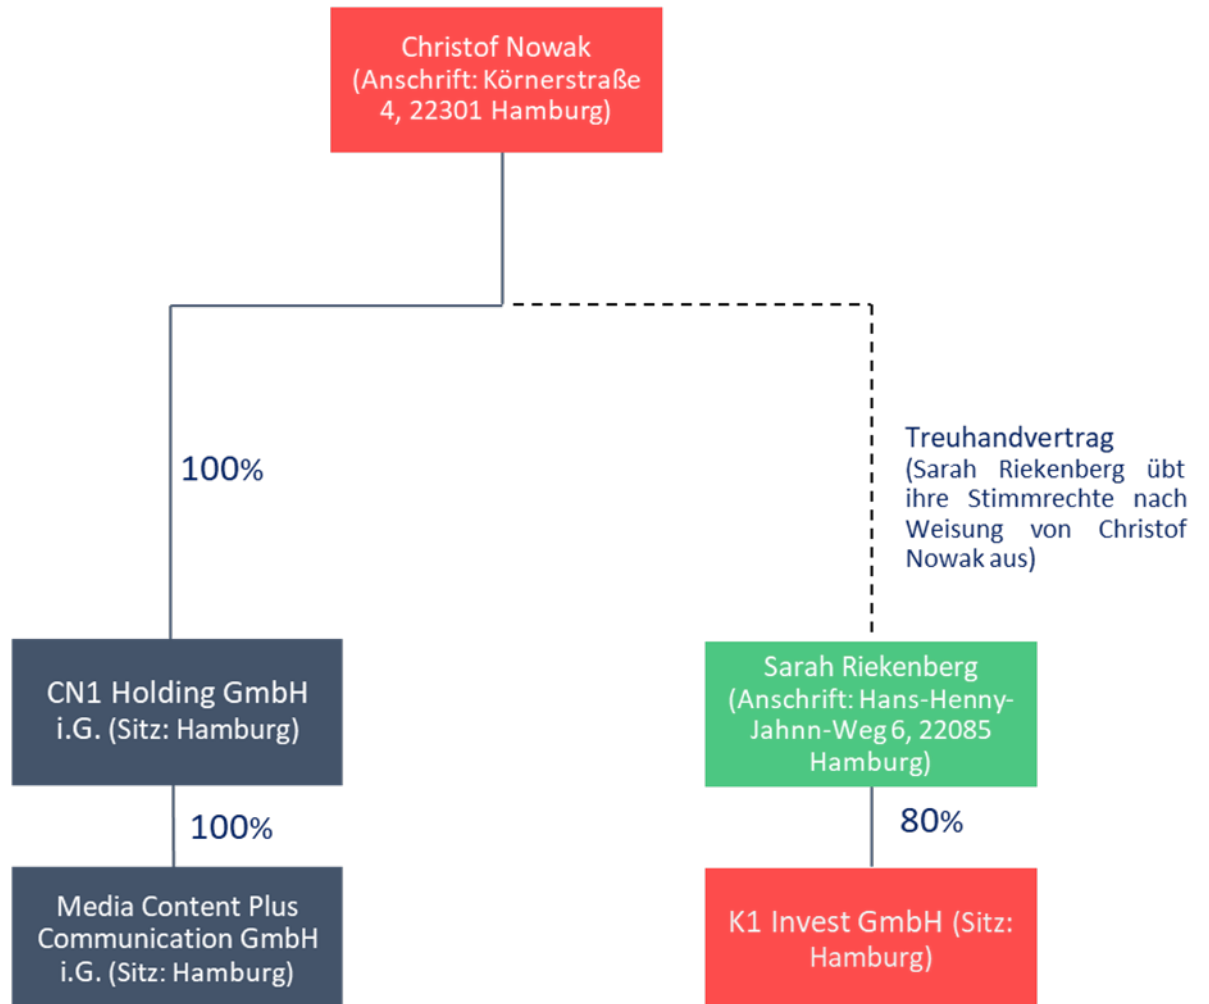 Christof Nowak
(Anschrift: Körnerstraße
4, 22301 Hamburg)
100%
Treuhandvertrag
(Sarah Riekenberg übt
ihre Stimmrechte nach
Weisung von Christof
Nowak aus)
CN1 Holding GmbH
i.G. (Sitz: Hamburg)
Sarah Riekenberg
(Anschrift: Hans-Henny-
Jahnn-Weg 6, 22085
Hamburg)
100%
80%
Media Content Plus
Communication GmbH
i.G. (Sitz: Hamburg)
K1 Invest GmbH (Sitz:
Hamburg)